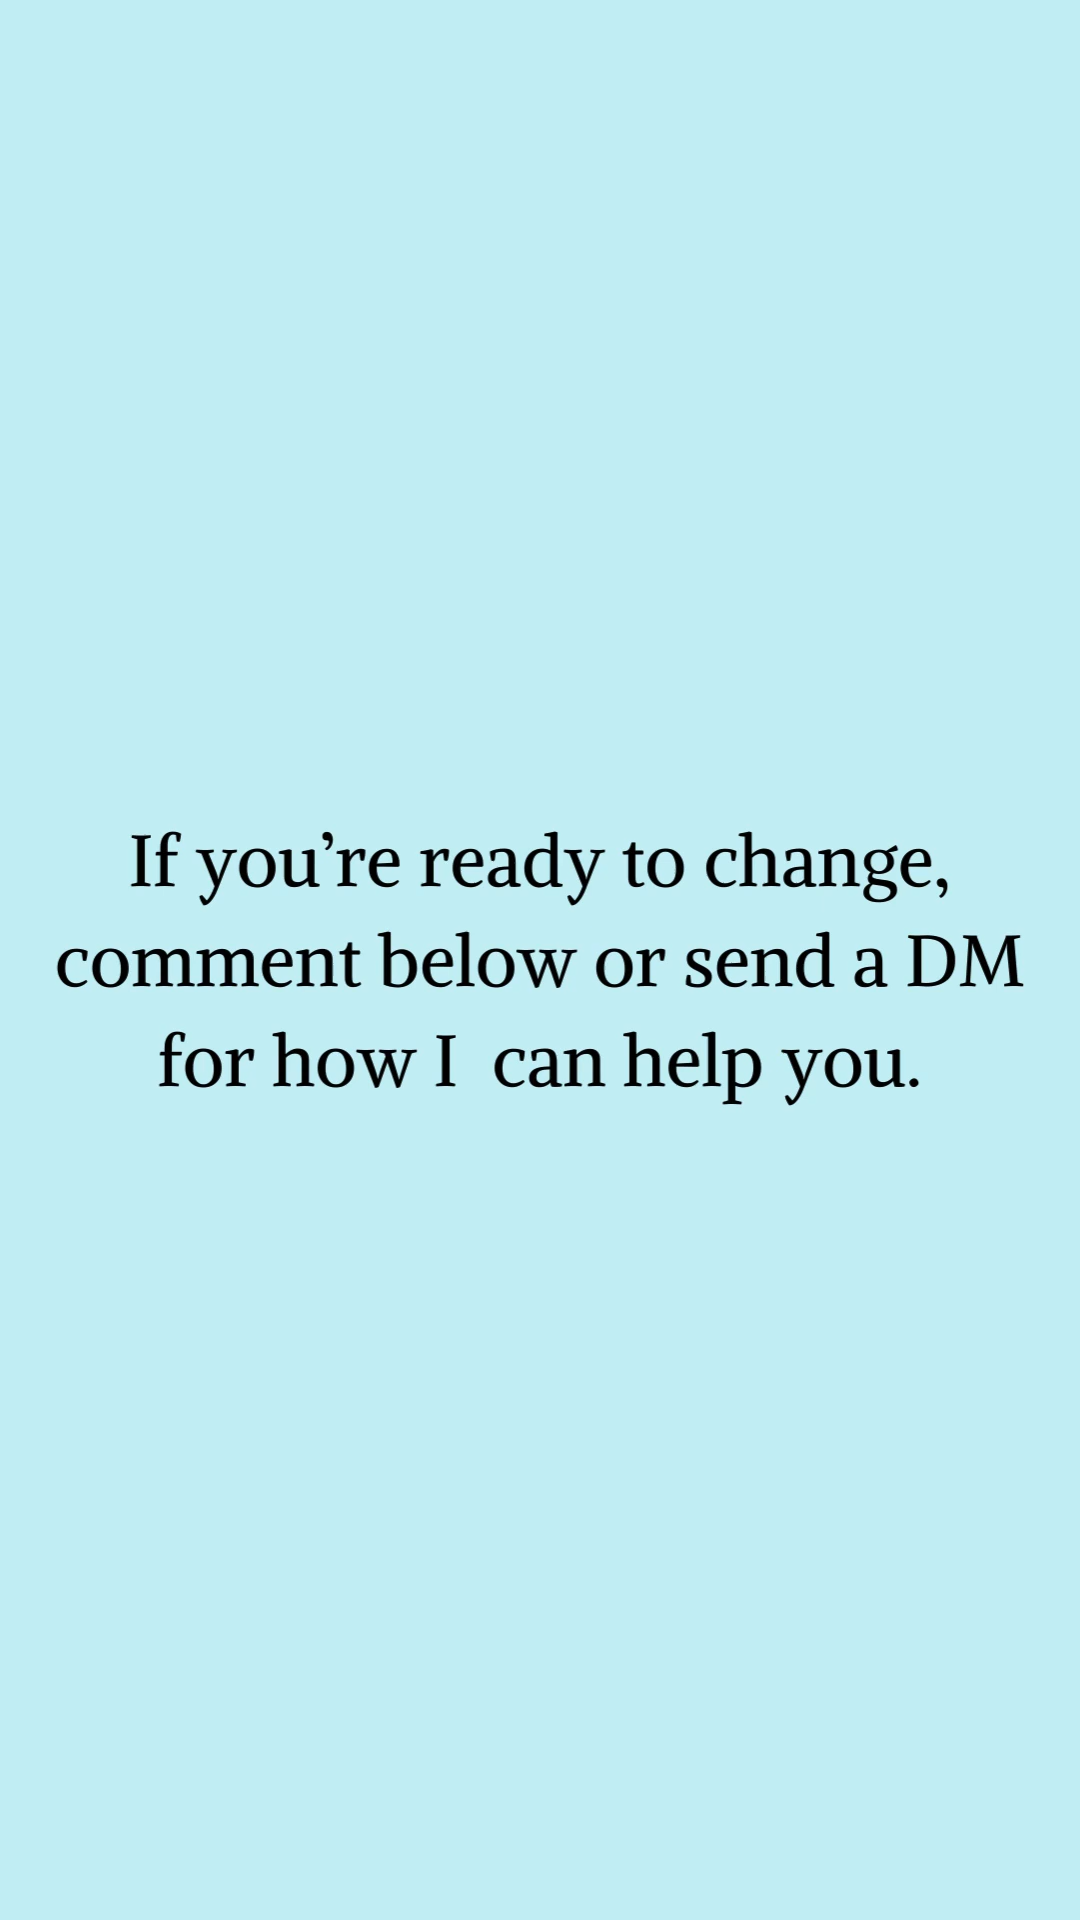 If you’re ready to change,
comment below or send a DM
for how I  can help you.